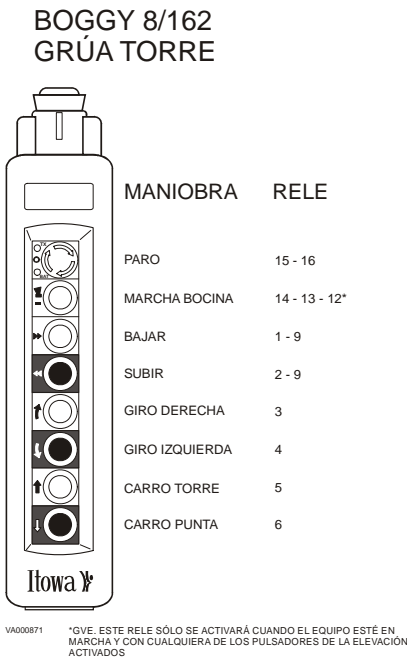 BOGGY 8/162
GRÚA TORRE
MANIOBRA RELE
TX
BAT
PARO 15 - 16
MARCHA BOCINA 14 - 13 - 12*
BAJAR 1 - 9
SUBIR 2 - 9
GIRO DERECHA 3
GIRO IZQUIERDA 4
CARRO TORRE 5
CARRO PUNTA 6
Itowa
VA000871 *GVE. ESTE RELE SÓLO SE ACTIVARÁ CUANDO EL EQUIPO ESTÉ EN
MARCHA Y CON CUALQUIERA DE LOS PULSADORES DE LA ELEVACIÓN
ACTIVADOS